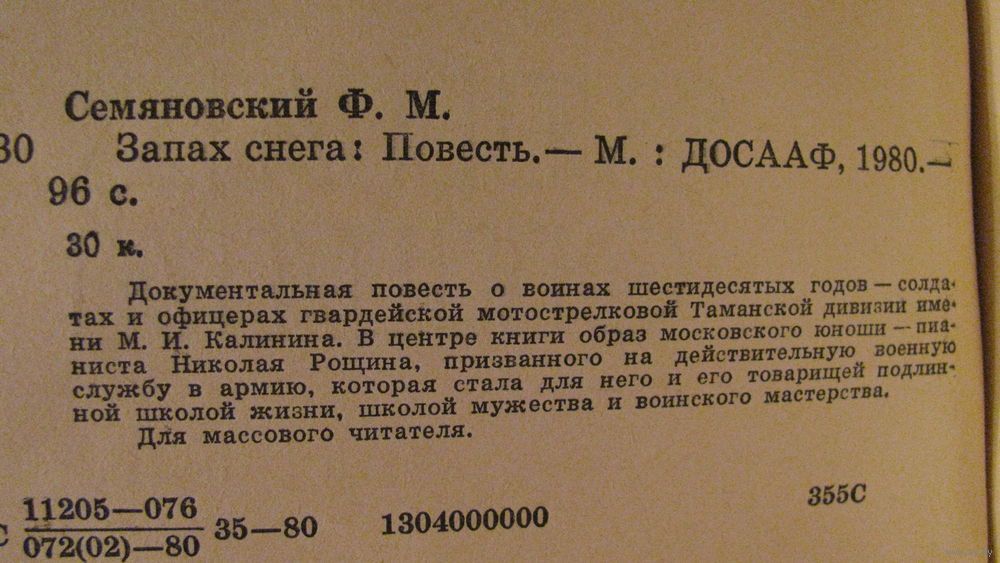 Семяновский Ф. М.
30 Запах снега: Повесть.— М. : ДОСААФ, 1980.—
96 с.
30 к.
Документальная повесть о воинах шестидесятых годов — солда-
тах и офицерах гвардейской мотострелковой Таманской дивизии име-
ни М. И. Калинина. В центре книги образ московского юноши — пиа-
ниста Николая Рощина, призванного на действительную военную
службу в армию, которая стала для него и его товарищей подлин-
ной школой жизни, школой мужества и воинского мастерства.
Для массового читателя.
355С
С 11205—076
072(02)—80 35—80 1304000000